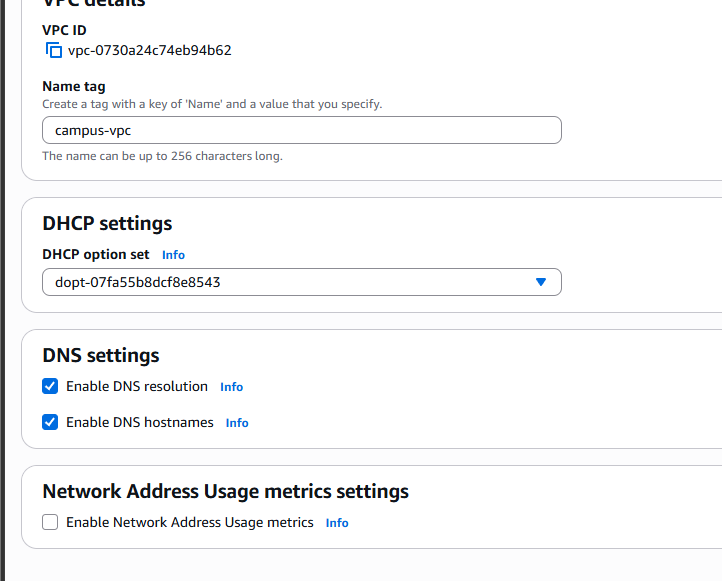 VPC details
VPC ID
vpc-0730a24c74eb94b62
Name tag
Create a tag with a key of 'Name' and a value that you specify.
campus-vpc
The name can be up to 256 characters long.
DHCP settings
DHCP option set Info
dopt-07fa55b8dcf8e8543
DNS settings
Enable DNS resolution Info
Enable DNS hostnames Info
Network Address Usage metrics settings
Enable Network Address Usage metrics Info